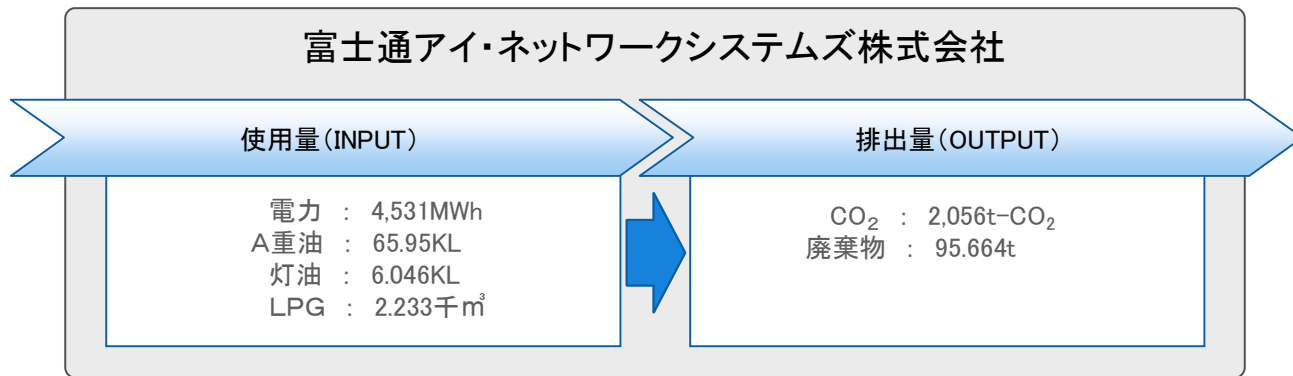 富士通アイ・ネットワークシステムズ株式会社
使用量（INPUT）
排出量（OUTPUT）
電力 ： 4,531MWh
A重油 ： 65.95KL
灯油 ： 6.046KL
LPG ： 2.233千㎥
CO₂ ： 2,056t-CO₂
廃棄物 ： 95.664t